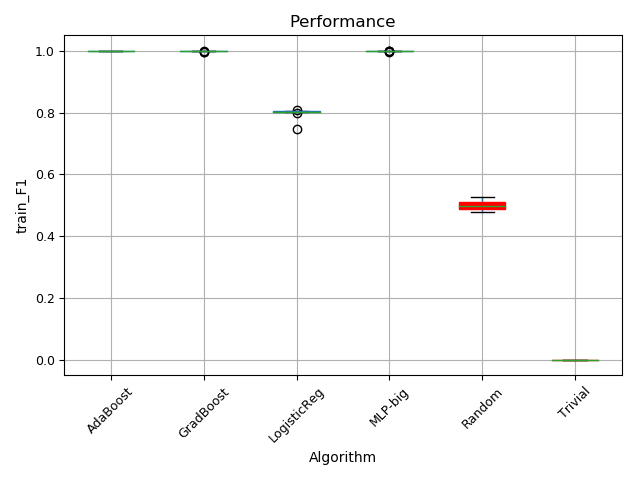 Performance
train_F1
1.0
0.8
0.6
0.4
0.2
0.0
AdaBoost
GradBoost
LogisticReg
MLP-big
Random
Trivial
Algorithm